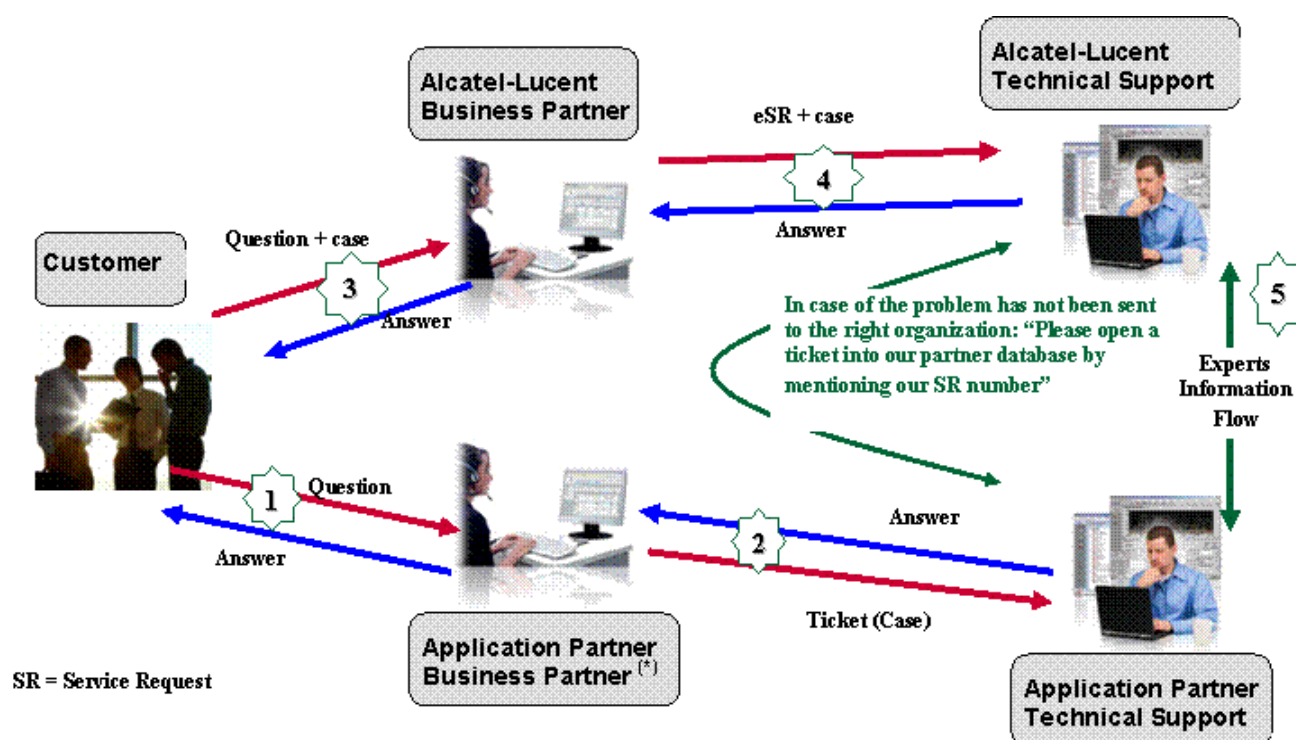 Alcatel-Lucent
Business Partner
Alcatel-Lucent
Technical Support
eSR + case
4
Answer
Customer
Question + case
3
Answer
In case of the problem has not been sent
to the right organization: “Please open a
ticket into our partner database by
mentioning our SR number”
5
Experts
Information
Flow
1
Question
Answer
2
Answer
Ticket (Case)
Application Partner
Business Partner (*)
Application Partner
Technical Support
SR = Service Request